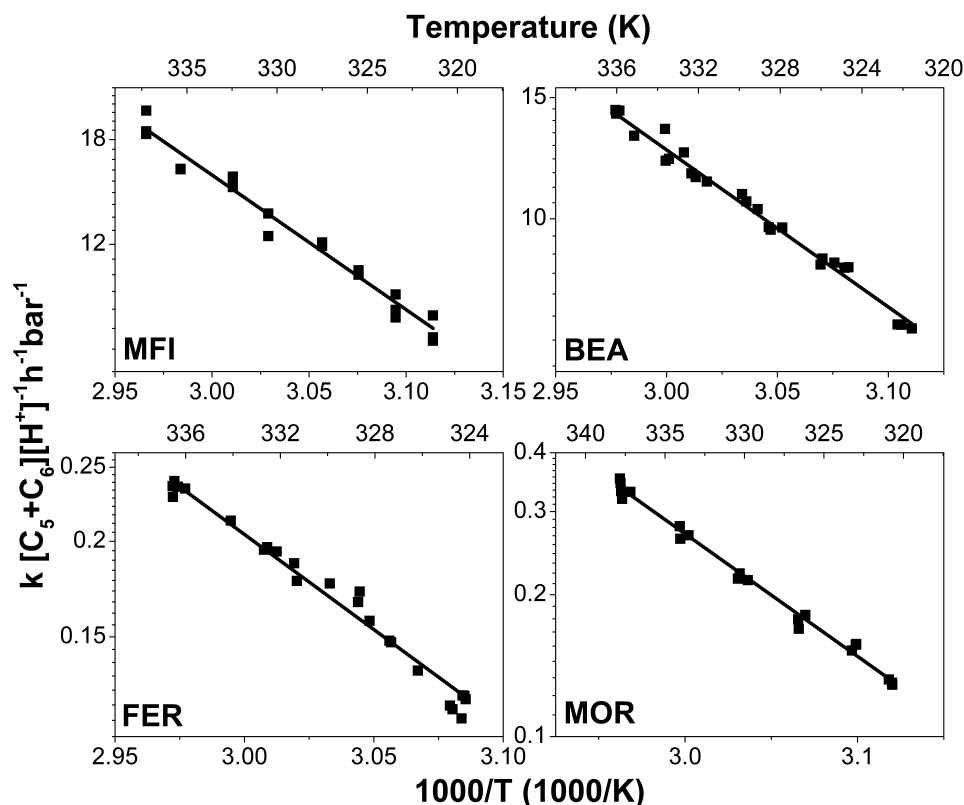 Temperature (K)
335 330 325 320
336 332 328 324 320
18
12
MFI
2.95 3.00 3.05 3.10 3.15
15
10
BEA
2.95 3.00 3.05 3.10
k [C5+C6][H+]-1h-1bar-1
336 332 328 324
340 335 330 325 320
0.25
0.2
0.15
FER
2.95 3.00 3.05 3.10
0.4
0.3
0.2
0.1
MOR
3.0 3.1
1000/T (1000/K)